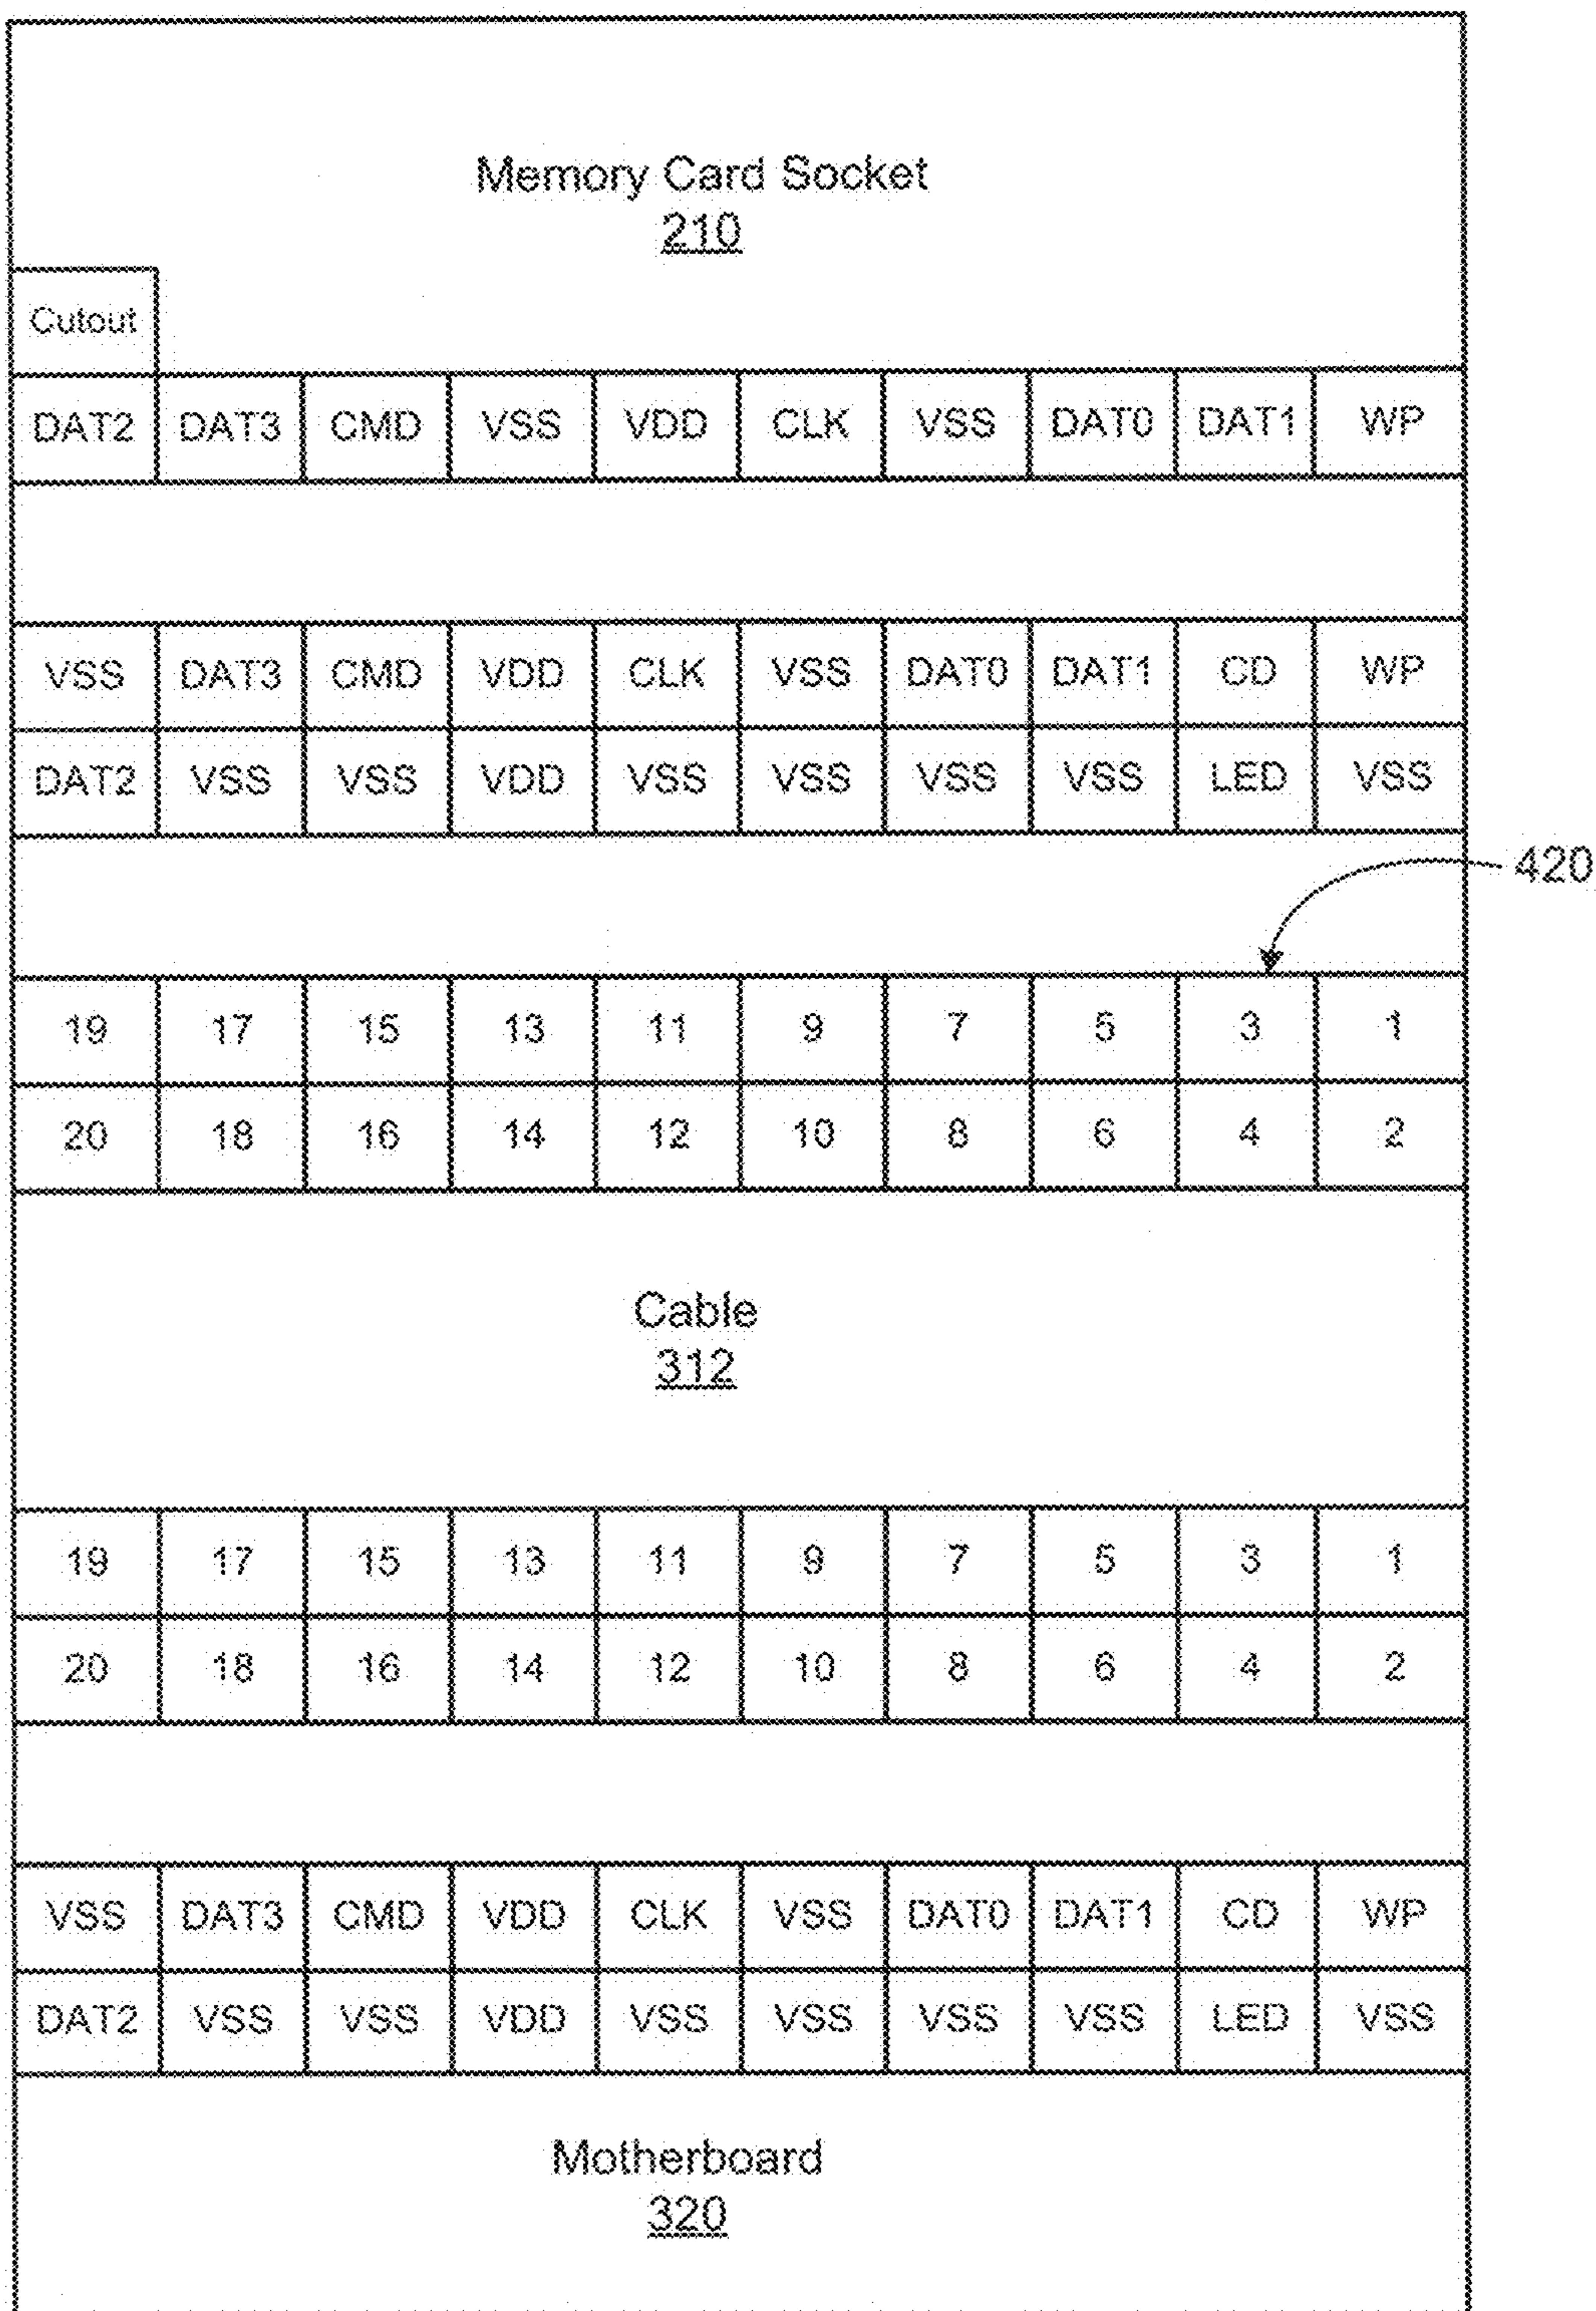 Memory Card Socket
210
Cutout
DAT2 DAT3 CMD VSS VDD CLK VSS DAT0 DAT1 WP
VSS DAT3 CMD VDD CLK VSS DAT0 DAT1 CD WP
DAT2 VSS VSS VDD VSS VSS VSS VSS LED VSS
420
19 17 15 13 11 9 7 5 3 1
20 18 16 14 12 10 8 6 4 2
Cable
312
19 17 15 13 11 9 7 5 3 1
20 18 16 14 12 10 8 6 4 2
VSS DAT3 CMD VDD CLK VSS DAT0 DAT1 CD WP
DAT2 VSS VSS VDD VSS VSS VSS VSS LED VSS
Motherboard
320